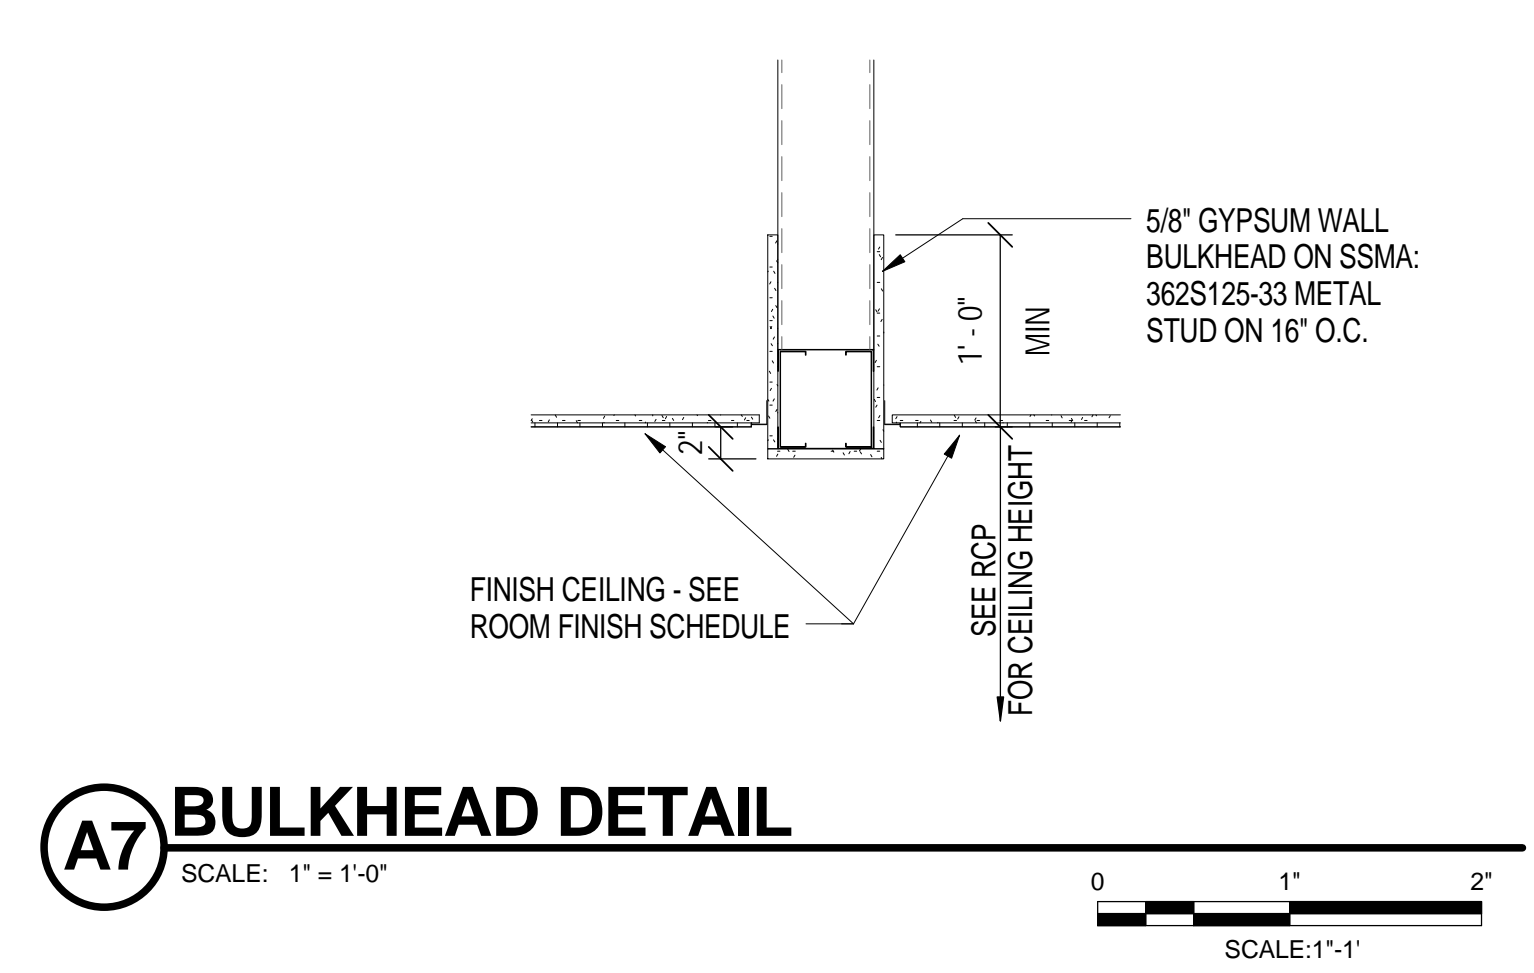 5/8" GYPSUM WALL
BULKHEAD ON SSMA:
362S125-33 METAL
STUD ON 16" O.C.
1' - 0"
MIN
2"
SEE RCP
FOR CEILING HEIGHT
FINISH CEILING - SEE
ROOM FINISH SCHEDULE
A7
BULKHEAD DETAIL
SCALE: 1" = 1'-0"
0 1" 2"
SCALE:1"-1'